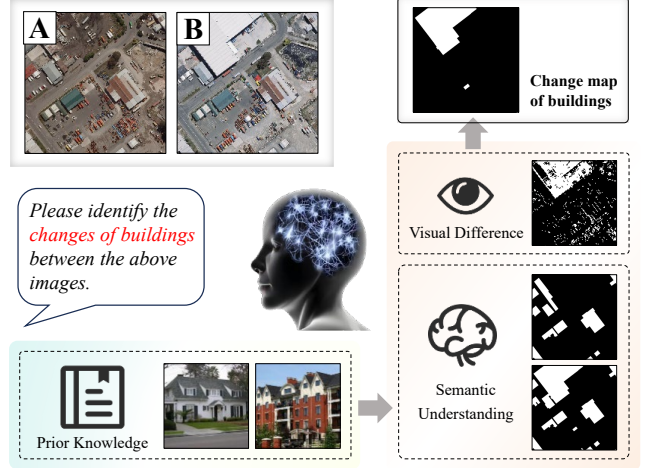 A
B
Change map
of buildings
Please identify the
changes of buildings
between the above
images.
Visual Difference
Semantic
Understanding
Prior Knowledge